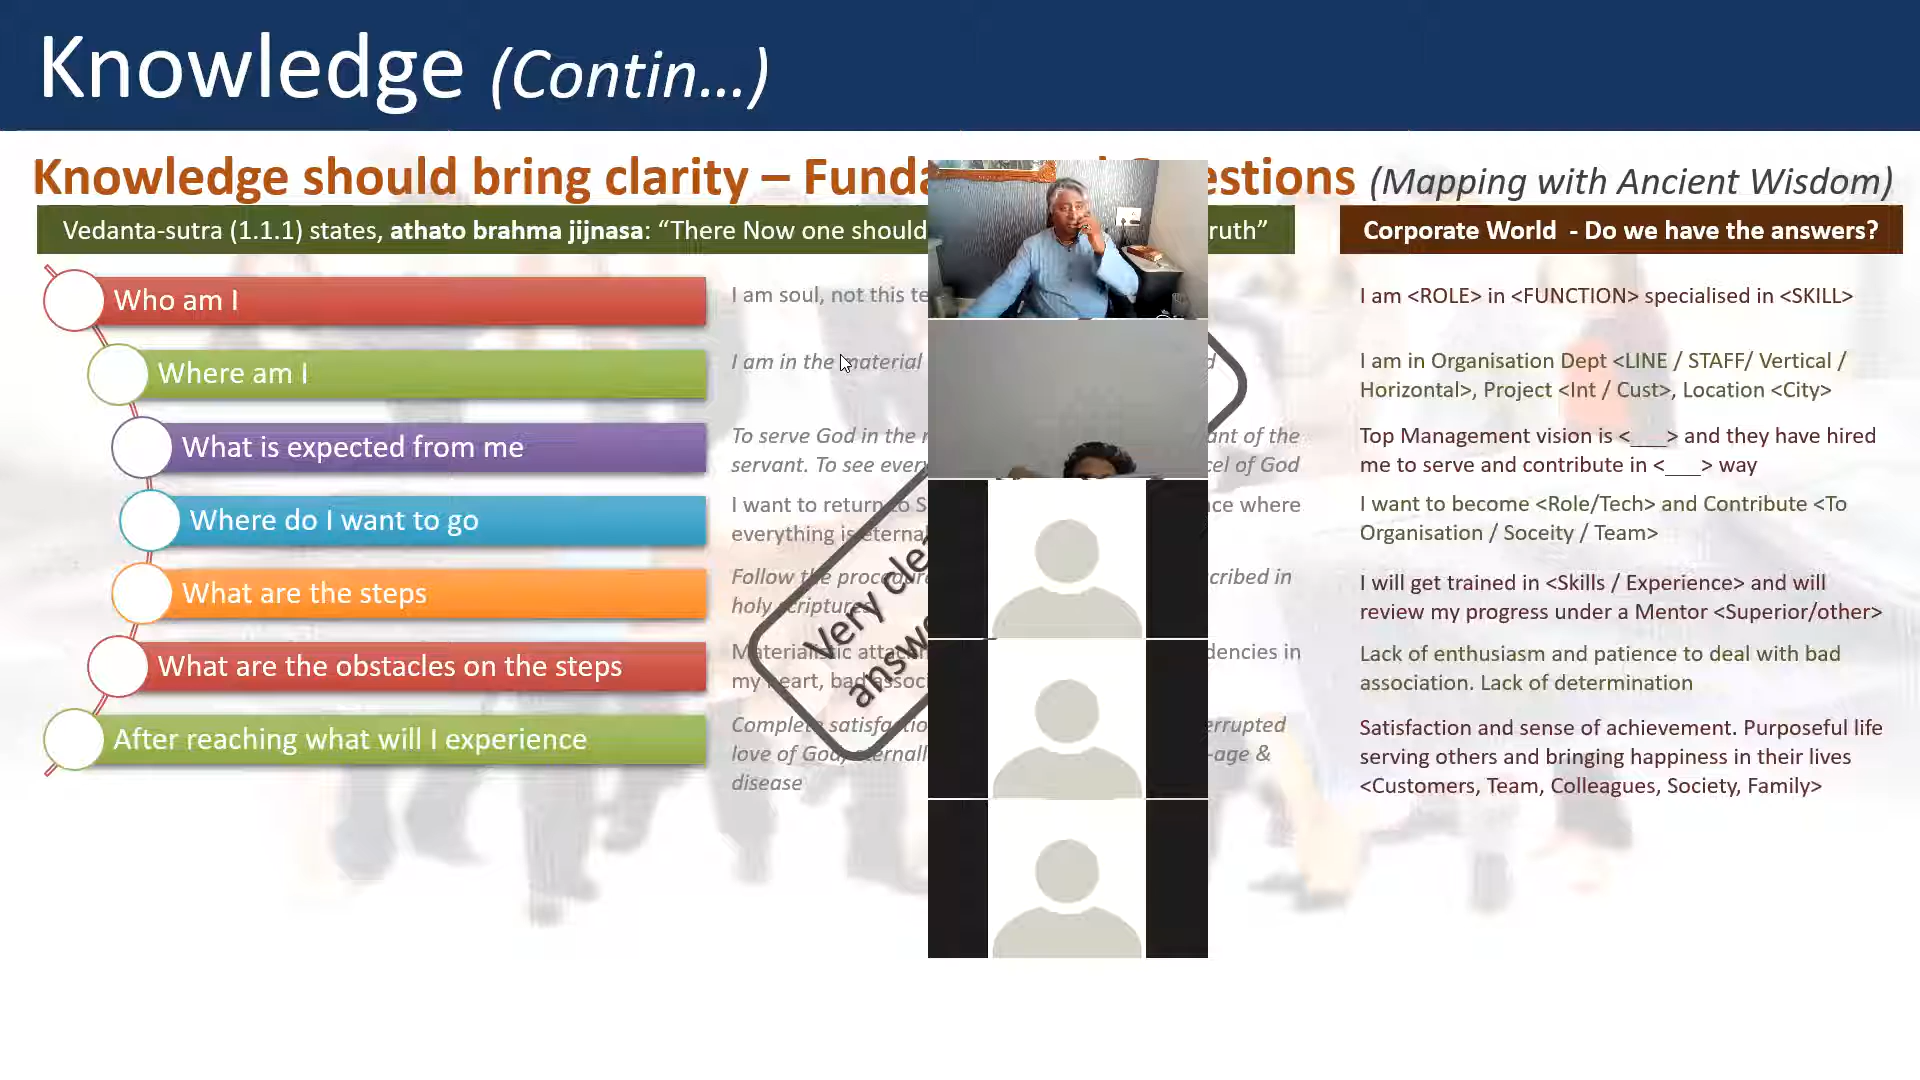 Knowledge (Contin...)
Knowledge should bring clarity – Funda estions (Mapping with Ancient Wisdom)
Vedanta-sutra (1.1.1) states, athato brahma jijnasa: “There Now one should ruth”
Corporate World - Do we have the answers?
Who am I
I am soul, not this
I am <ROLE> in <FUNCTION> specialised in <SKILL>
Where am I
I am in the material
I am in Organisation Dept <LINE / STAFF/ Vertical /
Horizontal>, Project <Int / Cust>, Location <City>
What is expected from me
To serve God in the ant of the
servant. To see ever cel of God
Top Management vision is <___> and they have hired
me to serve and contribute in <___> way
Where do I want to go
I want to return to S ce where
everything is eternal
I want to become <Role/Tech> and Contribute <To
Organisation / Soceity / Team>
What are the steps
Follow the procedure cribed in
holy scriptures
I will get trained in <Skills / Experience> and will
review my progress under a Mentor <Superior/other>
What are the obstacles on the steps
Materialistic attac dencies in
my heart, bad associ
Lack of enthusiasm and patience to deal with bad
association. Lack of determination
After reaching what will I experience
Complete satisfactio errupted
love of God, eternall -age &
disease
Satisfaction and sense of achievement. Purposeful life
serving others and bringing happiness in their lives
<Customers, Team, Colleagues, Society, Family>
Very clea
answe